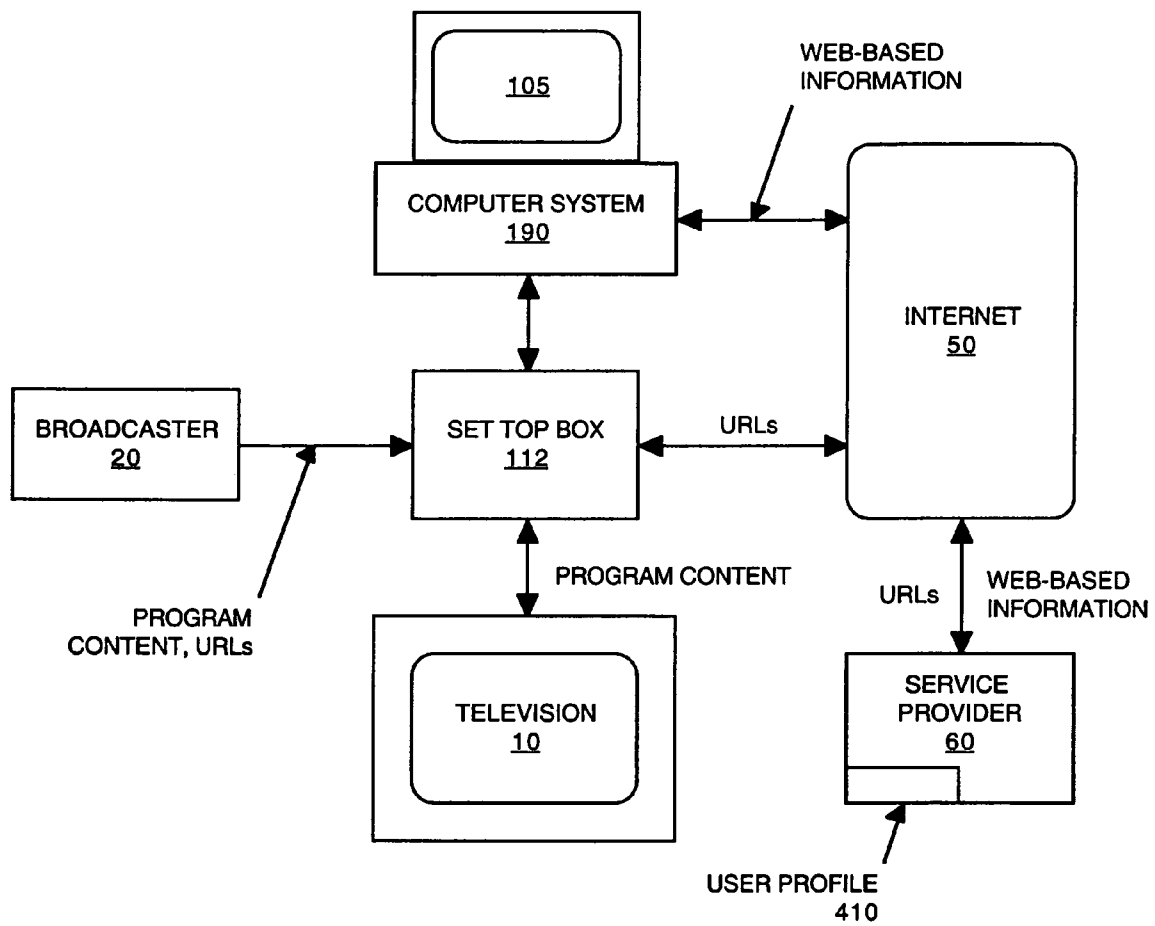 105
WEB-BASED
INFORMATION
COMPUTER SYSTEM
190
INTERNET
50
BROADCASTER
20
SET TOP BOX
112
URLs
PROGRAM
CONTENT, URLs
PROGRAM CONTENT
URLs
WEB-BASED
INFORMATION
TELEVISION
10
SERVICE
PROVIDER
60
USER PROFILE
410